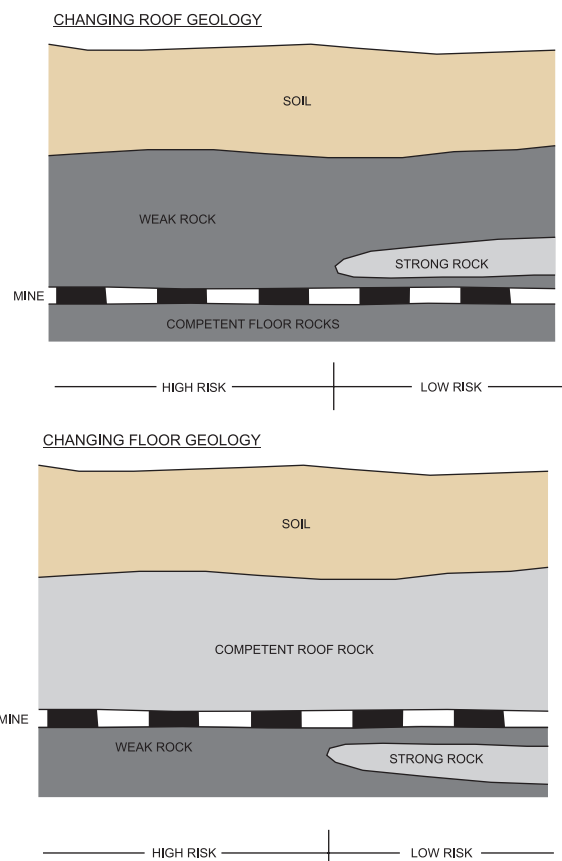 CHANGING ROOF GEOLOGY
SOIL
WEAK ROCK
STRONG ROCK
MINE
COMPETENT FLOOR ROCKS
HIGH RISK
LOW RISK
CHANGING FLOOR GEOLOGY
SOIL
COMPETENT ROOF ROCK
MINE
WEAK ROCK
STRONG ROCK
HIGH RISK
LOW RISK